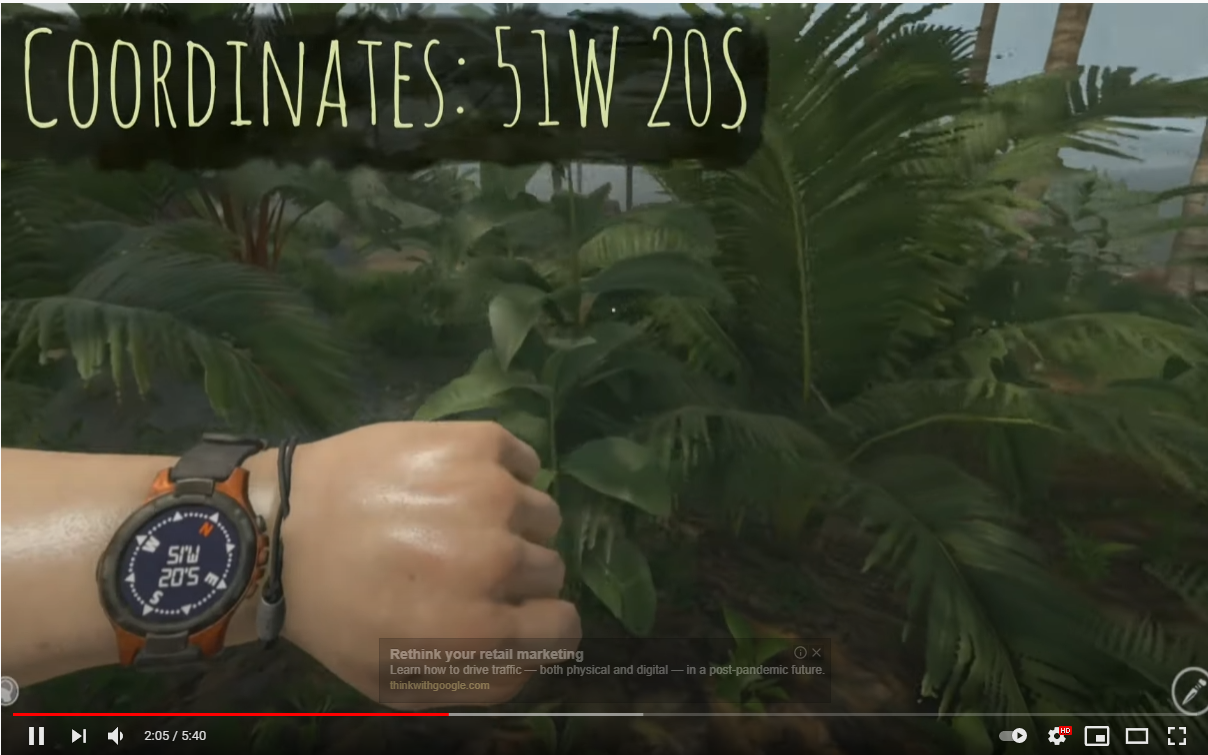 COORDINATES: 51W 20S
N
W
51'W
20'S
E
S
Rethink your retail marketing
Learn how to drive traffic — both physical and digital — in a post-pandemic future.
thinkwithgoogle.com
2:05 / 5:40
HD